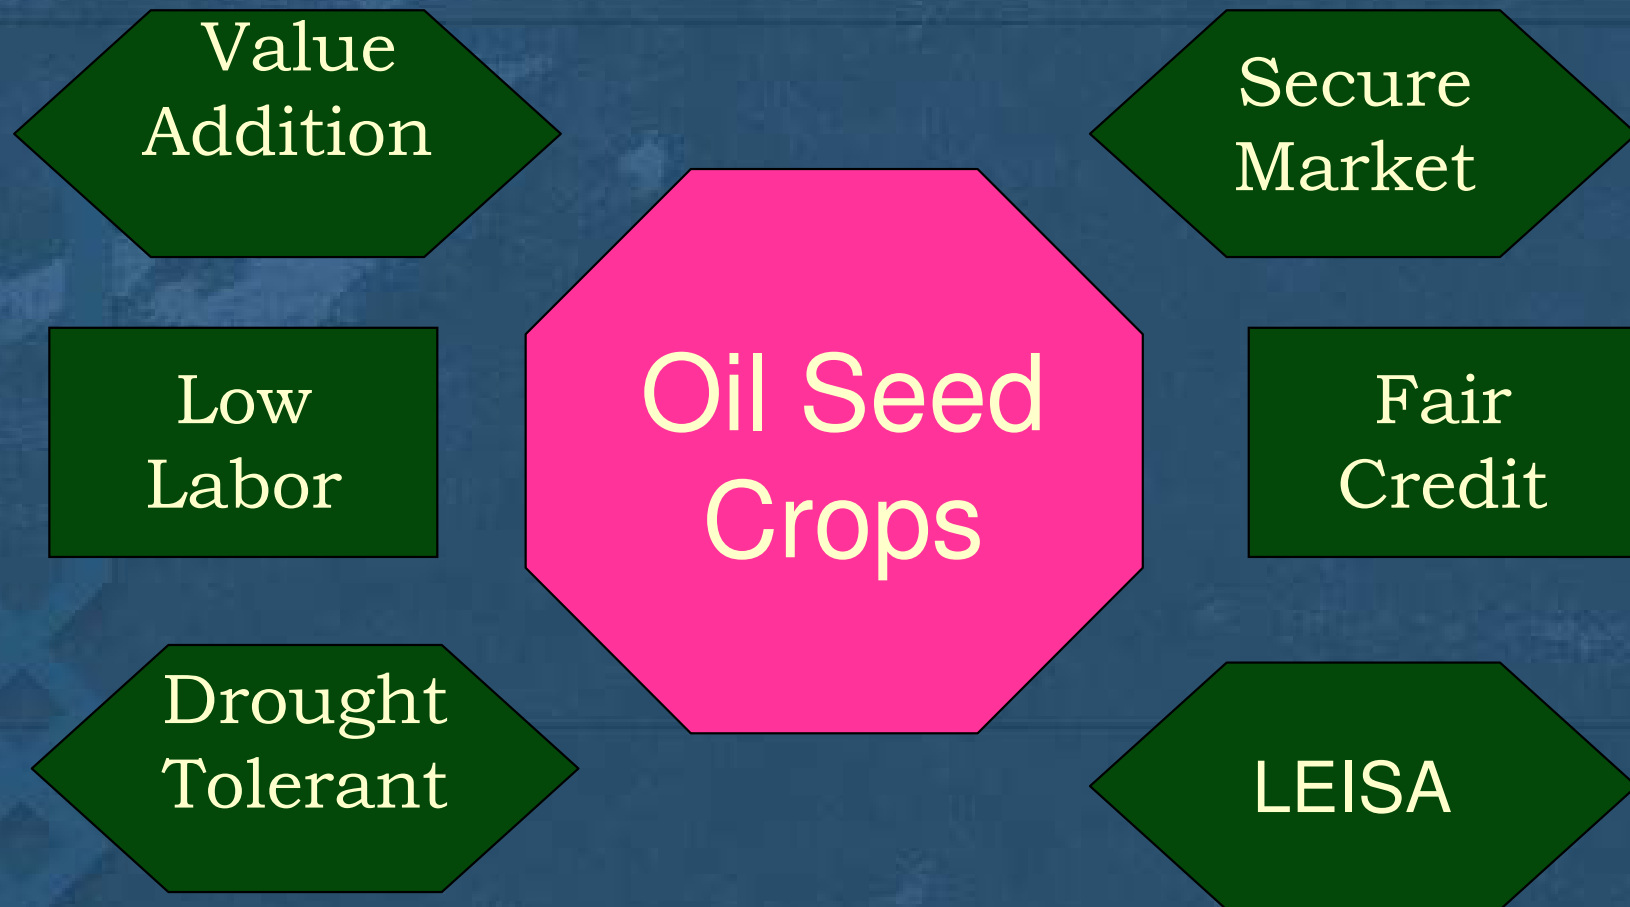 Value
Addition
Secure
Market
Low
Labor
Oil Seed
Crops
Fair
Credit
Drought
Tolerant
LEISA